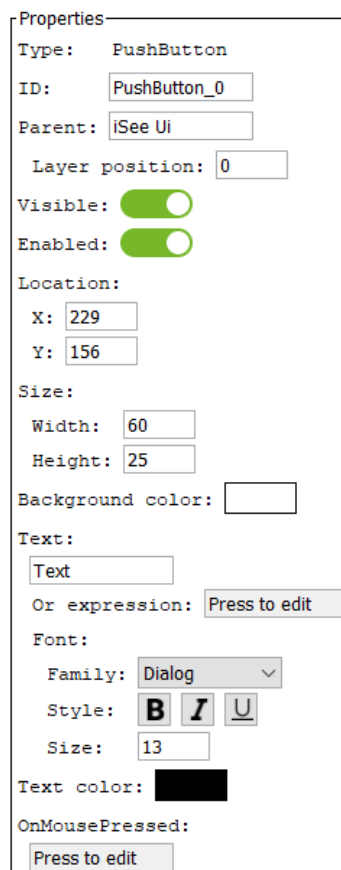 Properties
Type: PushButton
ID: PushButton_0
Parent: iSee Ui
Layer position: 0
Visible:
Enabled:
Location:
X: 229
Y: 156
Size:
Width: 60
Height: 25
Background color:
Text:
Text
Or expression: Press to edit
Font:
Family: Dialog
Style: B I U
Size: 13
Text color:
OnMousePressed:
Press to edit